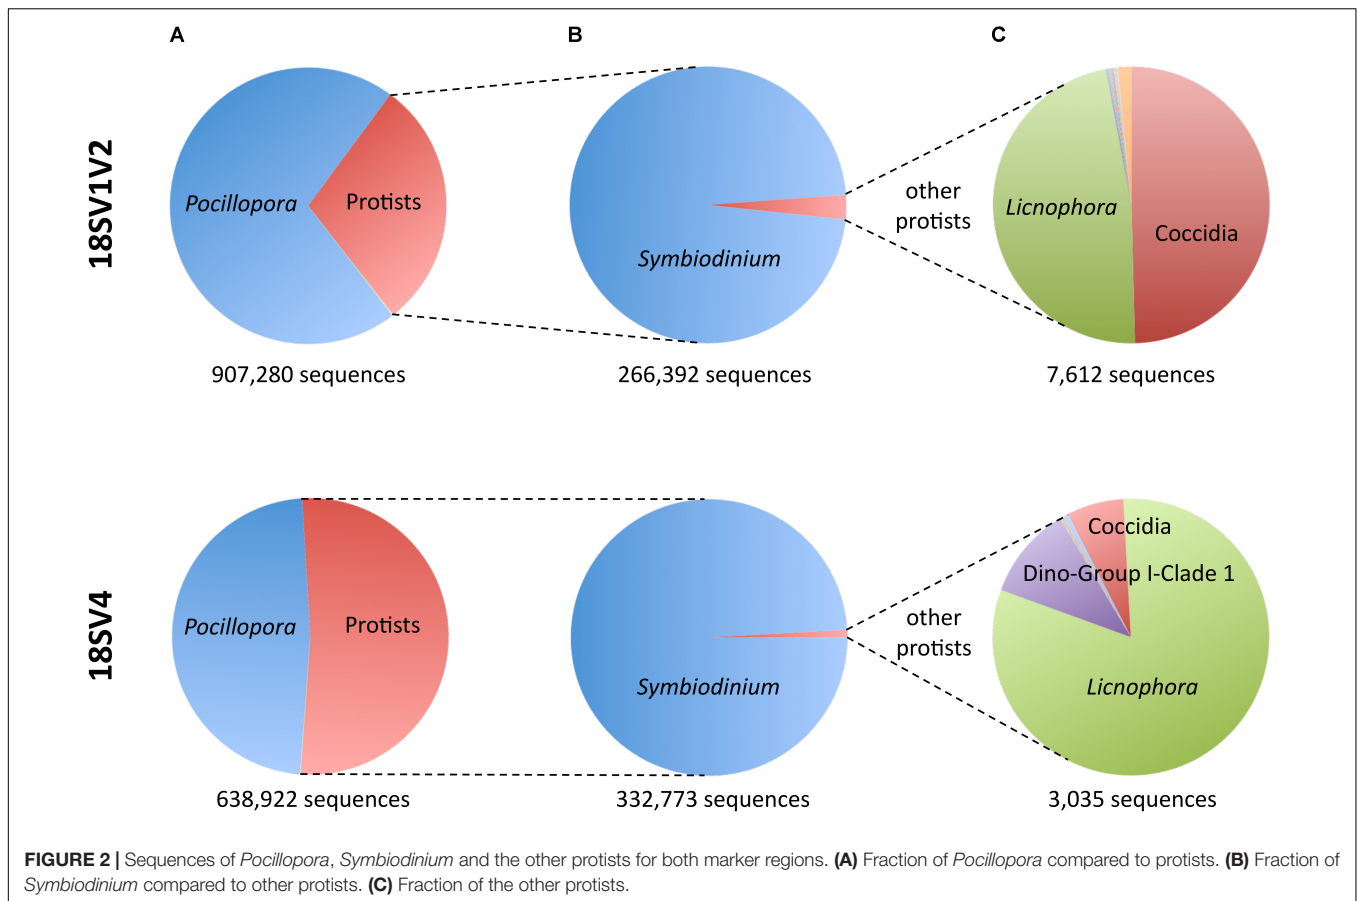 A
B
C
18SV1V2
Pocillopora
Protists
Symbiodinium
other
protists
Licnophora
Coccidia
907,280 sequences
266,392 sequences
7,612 sequences
18SV4
Pocillopora
Protists
Symbiodinium
other
protists
Coccidia
Dino-Group I-Clade 1
Licnophora
638,922 sequences
332,773 sequences
3,035 sequences
FIGURE 2 | Sequences of Pocillopora, Symbiodinium and the other protists for both marker regions. (A) Fraction of Pocillopora compared to protists. (B) Fraction of
Symbiodinium compared to other protists. (C) Fraction of the other protists.